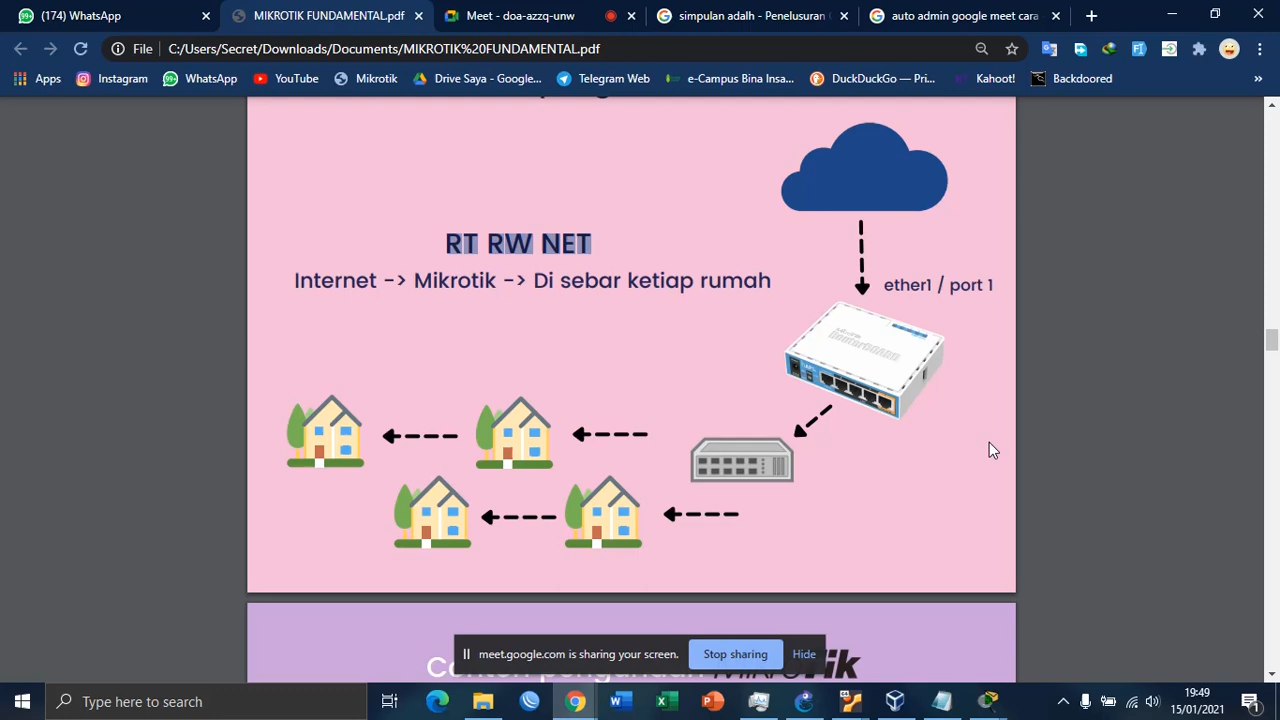 (174) WhatsApp
MIKROTIK FUNDAMENTAL.pdf
Meet - doa-azzq-unw
simpulan adalh - Penelusuran
auto admin google meet cara
File
C:/Users/Secret/Downloads/Documents/MIKROTIK%20FUNDAMENTAL.pdf
Apps
Instagram
WhatsApp
YouTube
Mikrotik
Drive Saya - Google...
Telegram Web
e-Campus Bina Insa...
DuckDuckGo — Pri...
Kahoot!
Backdoored
RT RW NET
Internet -> Mikrotik -> Di sebar ketiap rumah
ether1 / port 1
meet.google.com is sharing your screen.
Stop sharing
Hide
Type here to search
19:49
15/01/2021